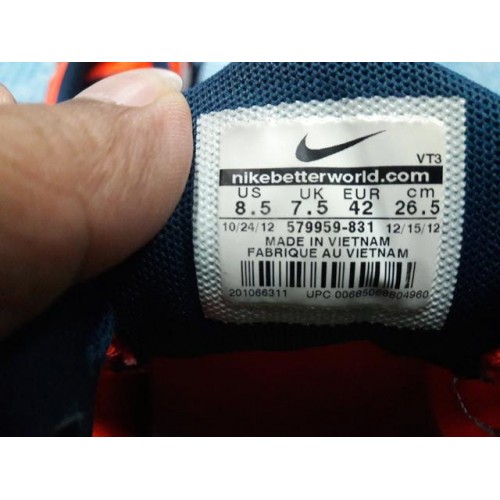 VT3
nikebetterworld.com
US UK EUR cm
8.5 7.5 42 26.5
10/24/12 579959-831 12/15/12
MADE IN VIETNAM
FABRIQUE AU VIETNAM
201066311 UPC